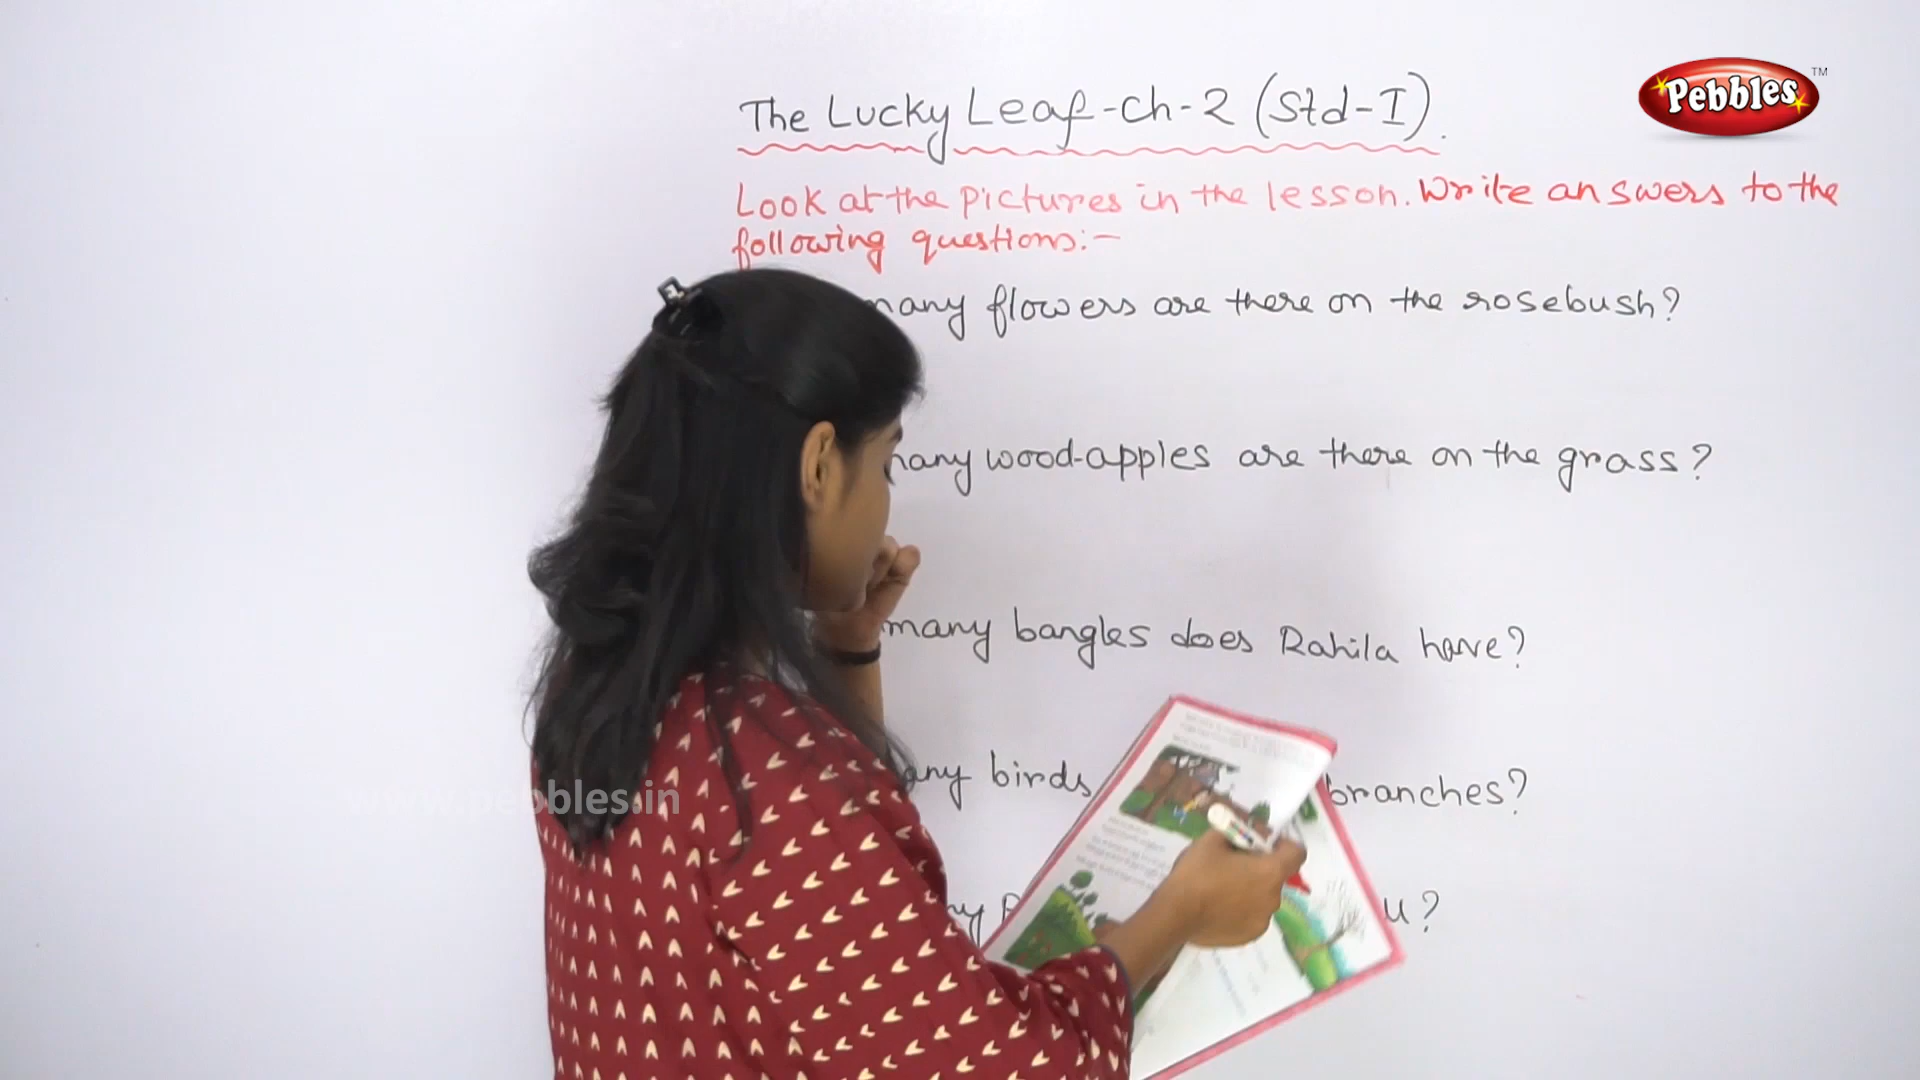 Pebbles TM
The Lucky Leaf-Ch-2 (Std-I).
Look at the pictures in the lesson. Write answers to the
following questions:-
many flowers are there on the rosebush?
many wood-apples are there on the grass?
many bangles does Rahila have?
any birds branches?
u?
www.pebbles.in